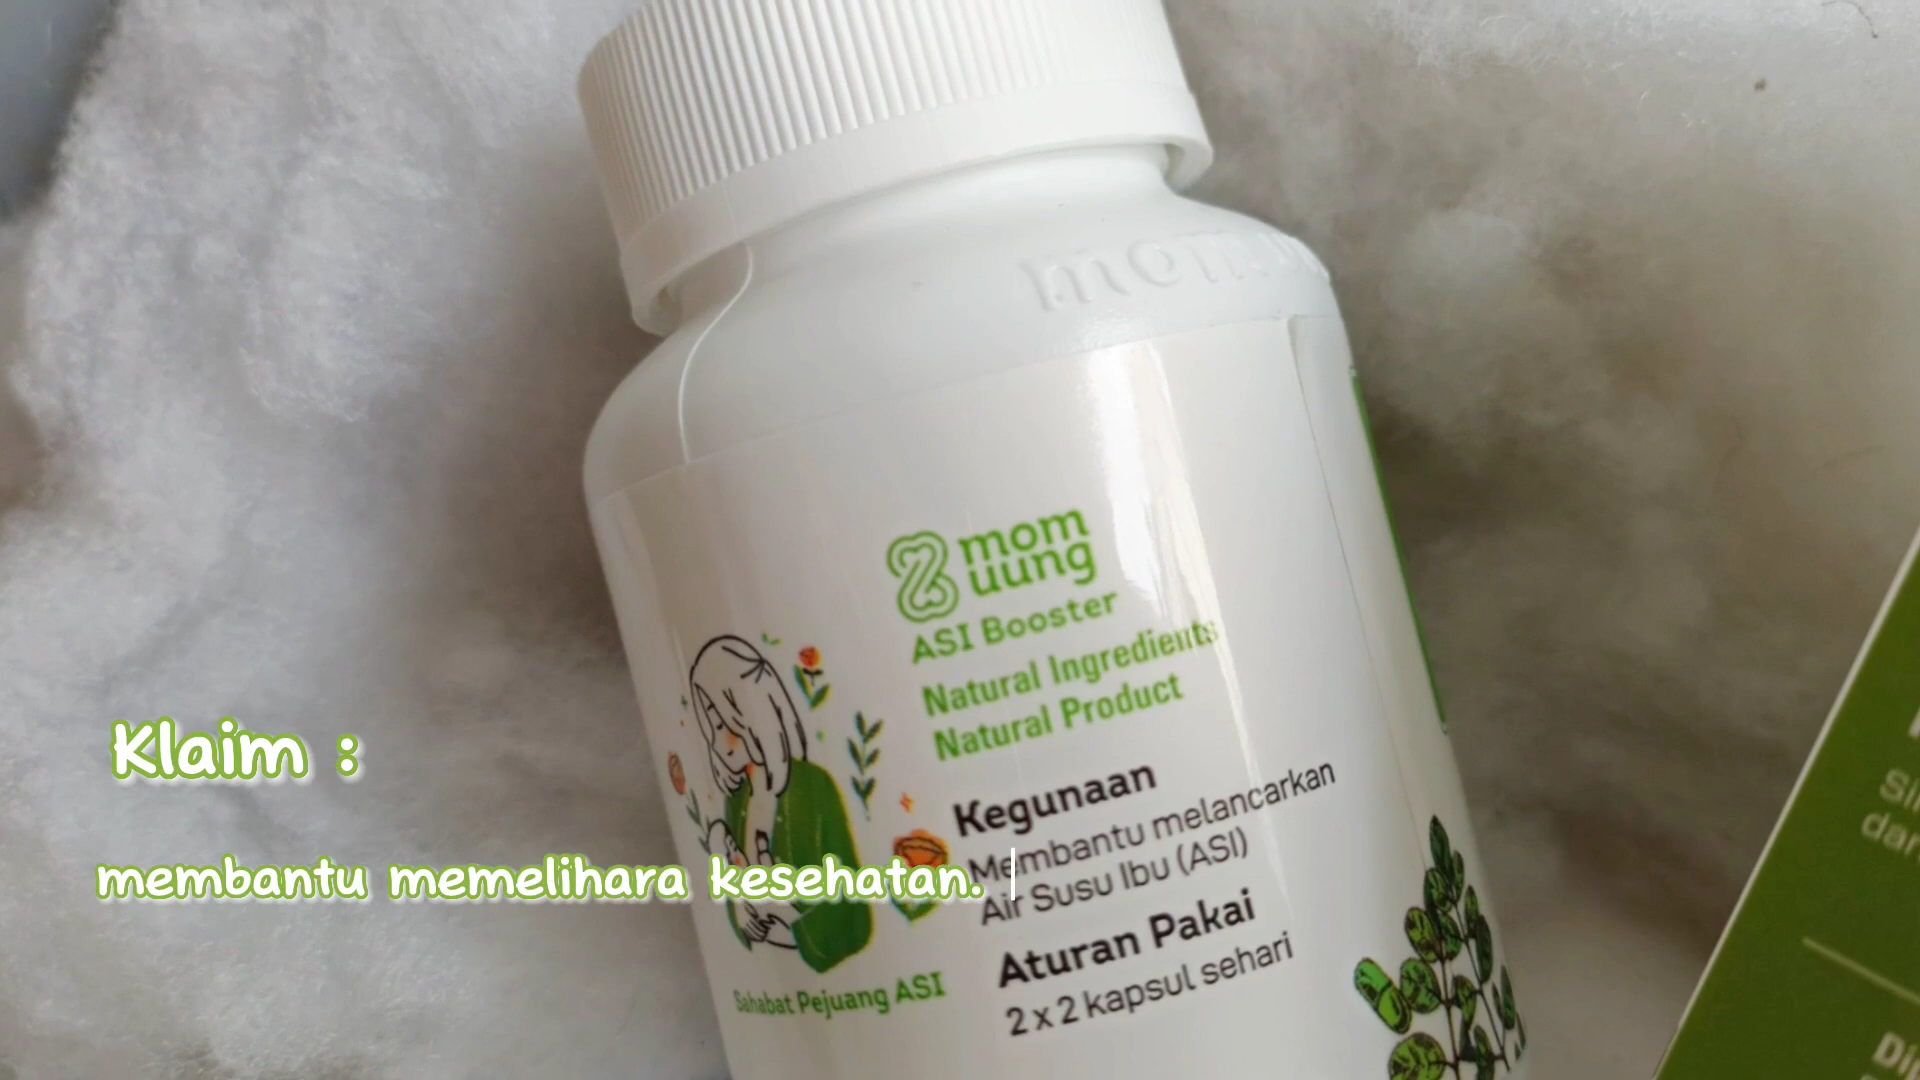 mom
uung
ASI Booster
Natural Ingredients
Natural Product
Kegunaan
Membantu melancarkan
Air Susu Ibu (ASI)
Aturan Pakai
2 x 2 kapsul sehari
Sahabat Pejuang ASI
Klaim :
membantu memelihara kesehatan.